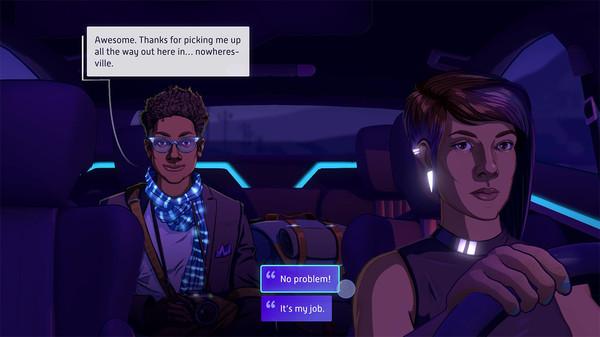 Awesome. Thanks for picking me up
all the way out here in... nowheres-
ville.
“ No problem!
“ It's my job.